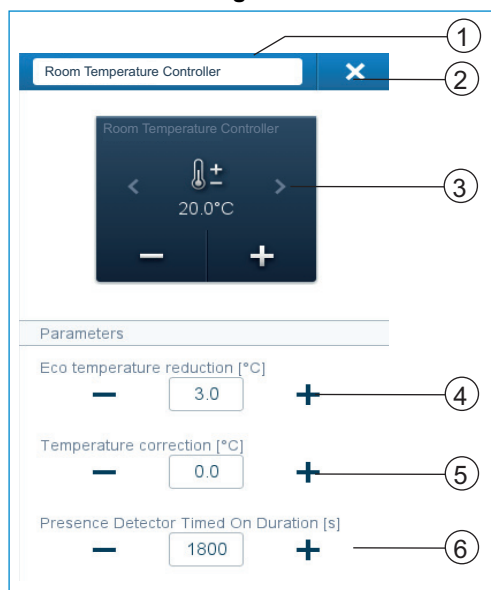 1
Room Temperature Controller
2
Room Temperature Controller
3
20.0°C
Parameters
Eco temperature reduction [°C]
3.0
4
Temperature correction [°C]
0.0
5
Presence Detector Timed On Duration [s]
1800
6